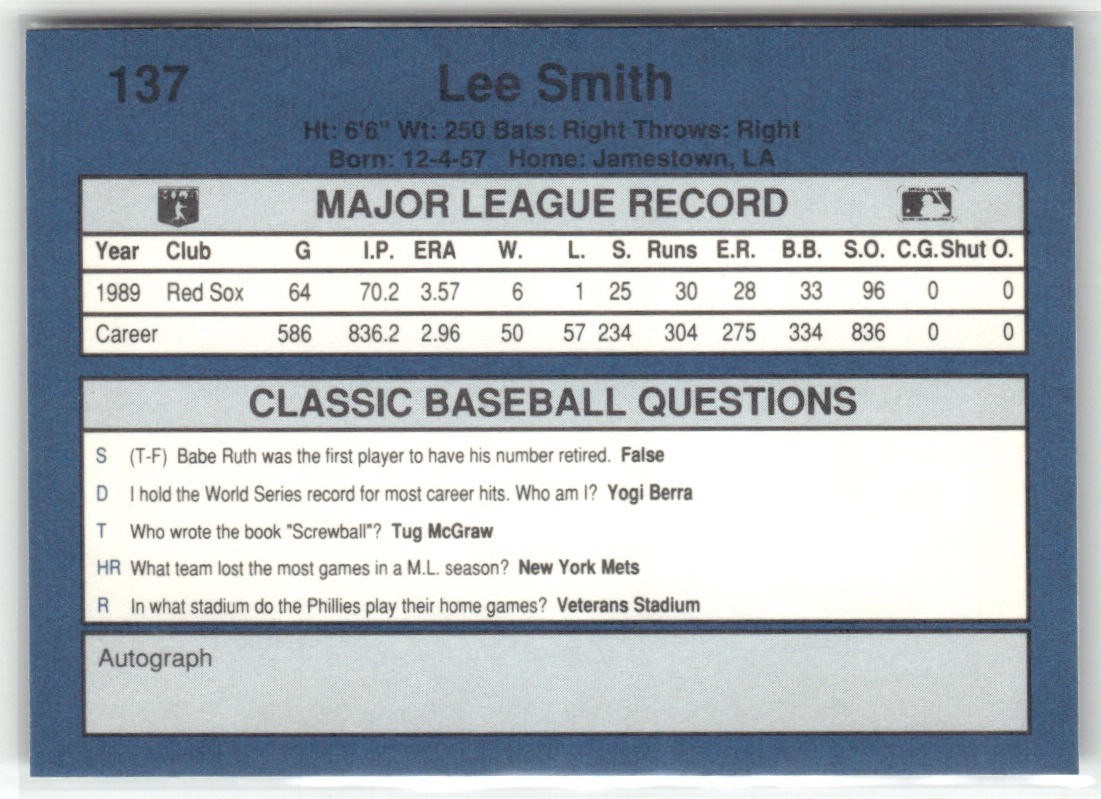 137 Lee Smith
Ht: 6'6" Wt: 250 Bats: Right Throws: Right
Born: 12-4-57 Home: Jamestown, LA
MAJOR LEAGUE RECORD
Year Club G I.P. ERA W. L. S. Runs E.R. B.B. S.O. C.G. Shut O.
1989 Red Sox 64 70.2 3.57 6 1 25 30 28 33 96 0 0
Career 586 836.2 2.96 50 57 234 304 275 334 836 0 0
CLASSIC BASEBALL QUESTIONS
S (T-F) Babe Ruth was the first player to have his number retired. False
D I hold the World Series record for most career hits. Who am I? Yogi Berra
T Who wrote the book "Screwball"? Tug McGraw
HR What team lost the most games in a M.L. season? New York Mets
R In what stadium do the Phillies play their home games? Veterans Stadium
Autograph